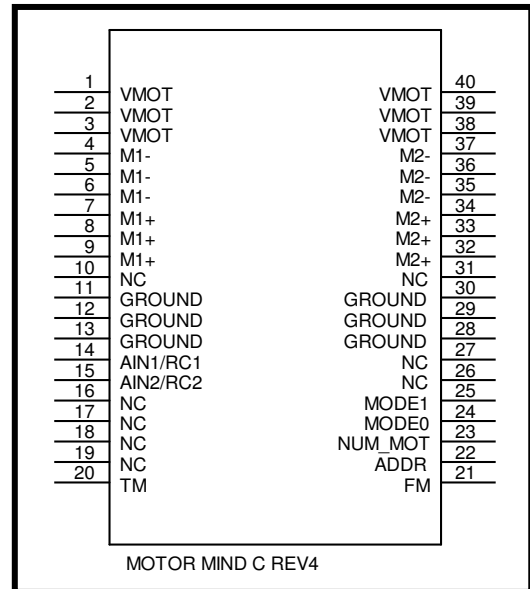 1 VMOT VMOT 40
2 VMOT VMOT 39
3 VMOT VMOT 38
4 M1- M2- 37
5 M1- M2- 36
6 M1- M2- 35
7 M1+ M2+ 34
8 M1+ M2+ 33
9 M1+ M2+ 32
10 NC NC 31
11 GROUND GROUND 30
12 GROUND GROUND 29
13 GROUND GROUND 28
14 AIN1/RC1 NC 27
15 AIN2/RC2 NC 26
16 NC MODE1 25
17 NC MODE0 24
18 NC NUM_MOT 23
19 NC ADDR 22
20 TM FM 21
MOTOR MIND C REV4